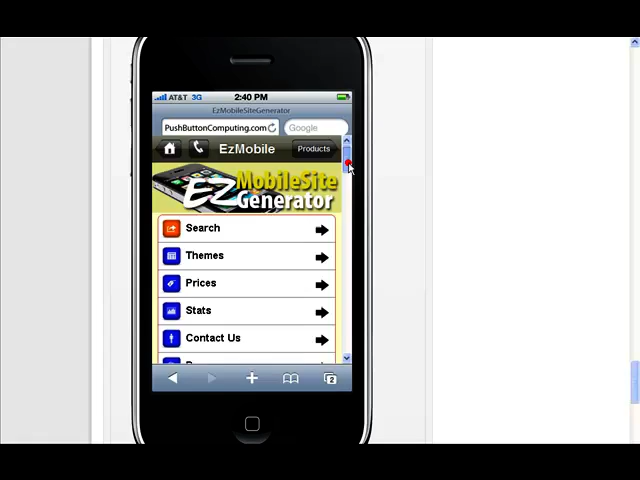 AT&T 3G 2:40 PM
EzMobileSiteGenerator
PushButtonComputing.com Google
EzMobile Products
EZ MobileSite
Generator
Search
Themes
Prices
Stats
Contact Us
2